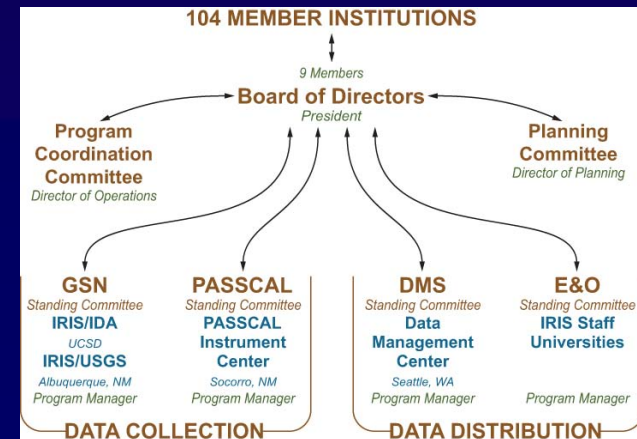 104 MEMBER INSTITUTIONS
9 Members
Board of Directors
President
Program
Coordination
Committee
Director of Operations
Planning
Committee
Director of Planning
GSN
Standing Committee
IRIS/IDA
UCSD
IRIS/USGS
Albuquerque, NM
Program Manager
PASSCAL
Standing Committee
PASSCAL
Instrument
Center
Socorro, NM
Program Manager
DATA COLLECTION
DMS
Standing Committee
Data
Management
Center
Seattle, WA
Program Manager
E&O
Standing Committee
IRIS Staff
Universities
Program Manager
DATA DISTRIBUTION